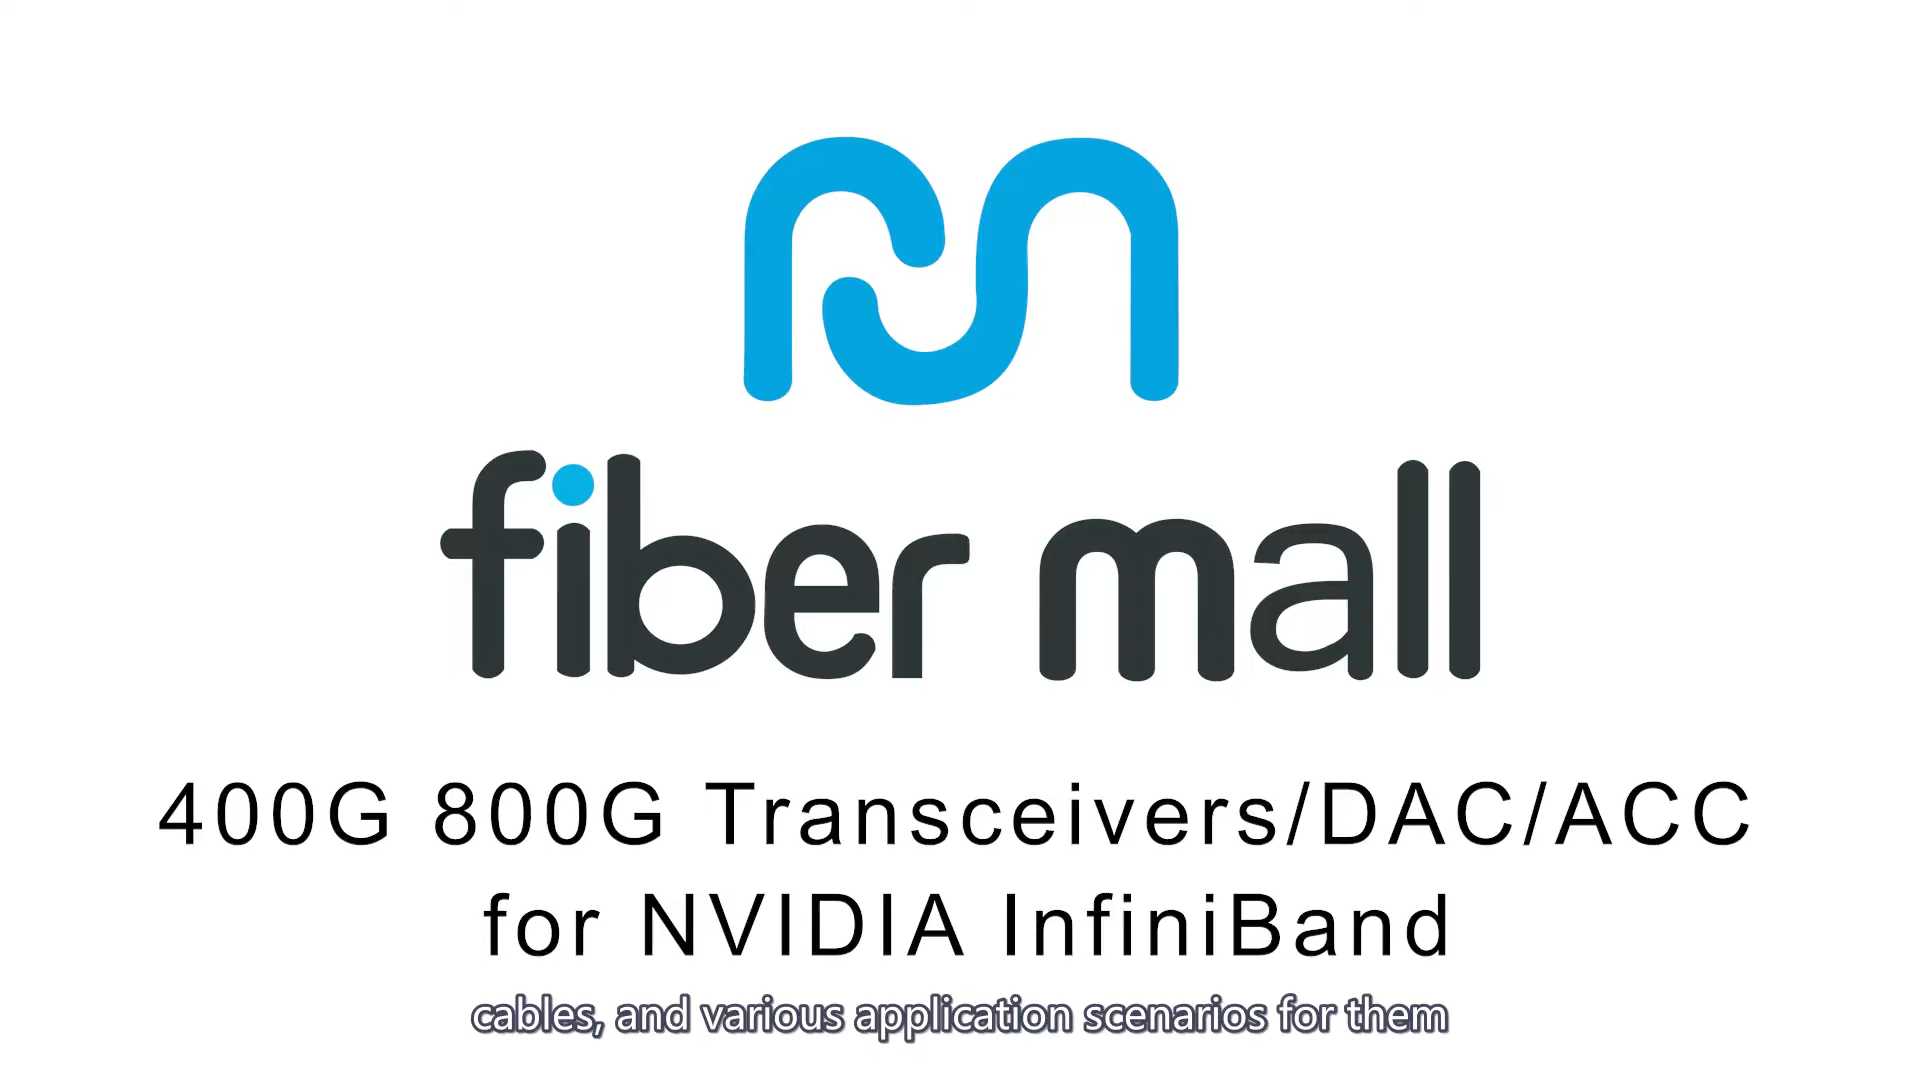 fiber mall
400G 800G Transceivers/DAC/ACC
for NVIDIA InfiniBand
cables, and various application scenarios for them